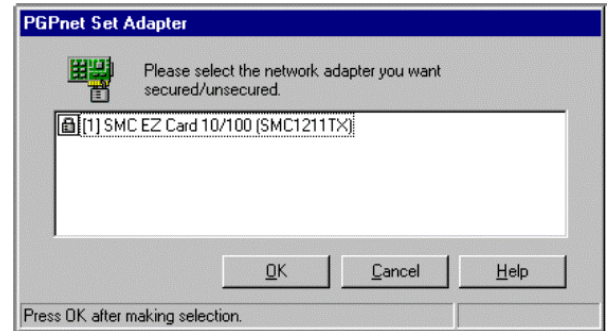 PGPnet Set Adapter
Please select the network adapter you want
secured/unsecured.
[1] SMC EZ Card 10/100 (SMC1211TX)
OK Cancel Help
Press OK after making selection.